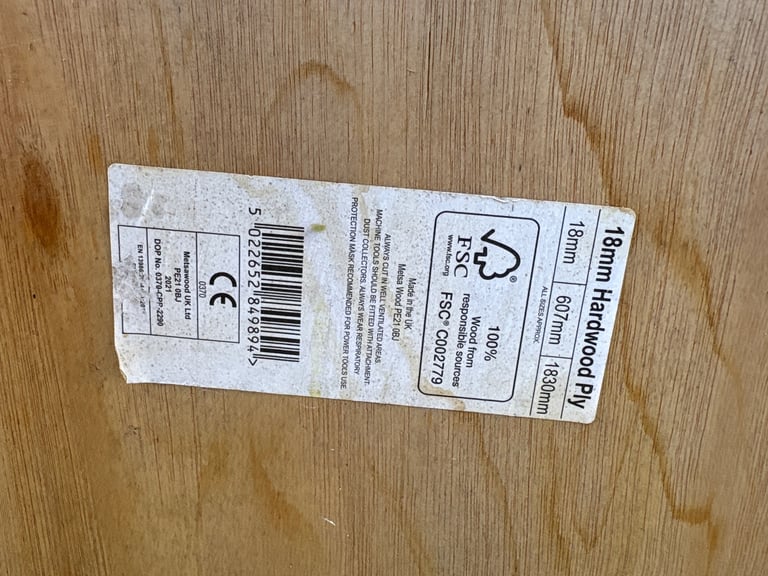 18mm Hardwood Ply
18mm 607mm 1830mm
ALL SIZES APPROX
® 100%
Wood from
responsible sources
FSC
www.fsc.org FSC® C002779
Made in the UK
Metsa Wood PE21 0BJ
ALWAYS CUT IN WELL VENTILATED AREAS
MACHINE TOOLS SHOULD BE FITTED WITH ATTACHMENT.
DUST COLLECTORS. ALWAYS WEAR RESPIRATORY
PROTECTION MASK RECOMMENDED FOR POWER TOOLS USE
5 022652 849894 >
CE
0370
Metsawood UK Ltd
PE21 0BJ
2021
DOP No. 0370-CPP-2290